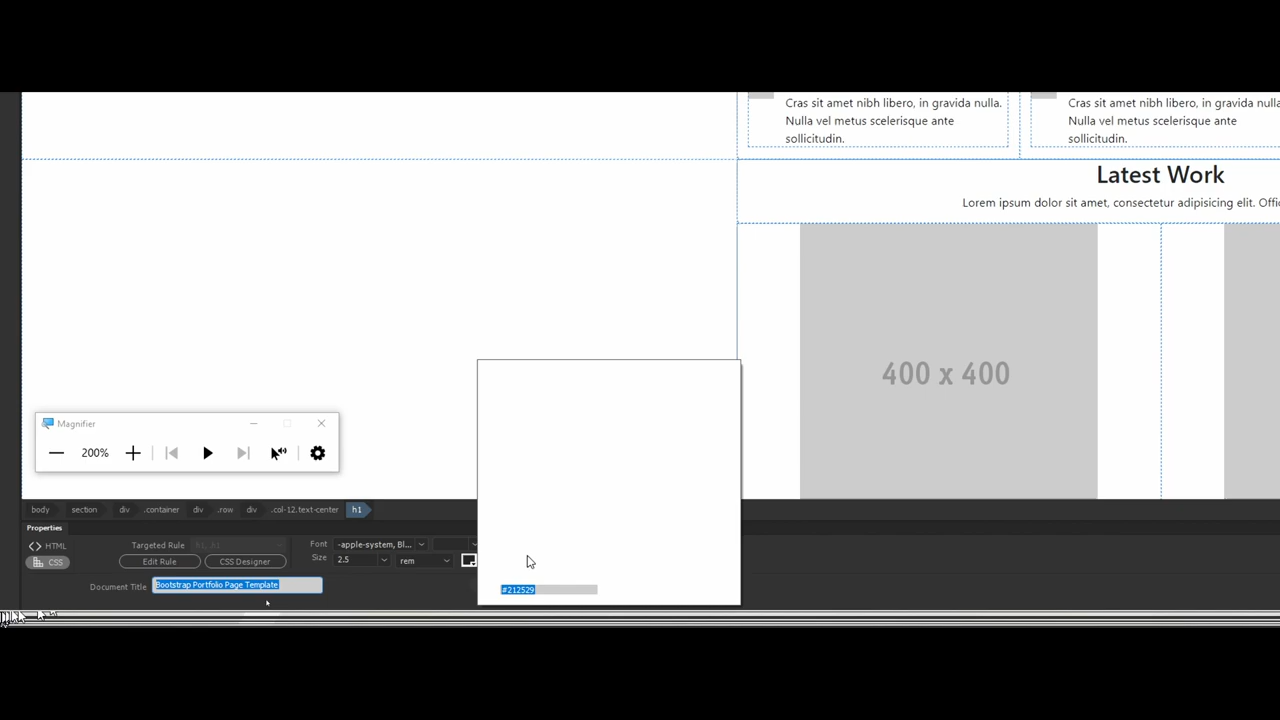 Cras sit amet nibh libero, in gravida nulla.
Nulla vel metus scelerisque ante
sollicitudin.
Cras sit amet nibh libero, in gravida nulla
Nulla vel metus scelerisque ante
sollicitudin.
Latest Work
Lorem ipsum dolor sit amet, consectetur adipisicing elit.
400 x 400
Magnifier
200%
body section div .container div .row div .col-12.text-center h1
Properties
HTML
CSS
Targeted Rule
Edit Rule CSS Designer
Font -apple-system, Bl...
Size 2.5 rem
Document Title Bootstrap Portfolio Page Template
#212529